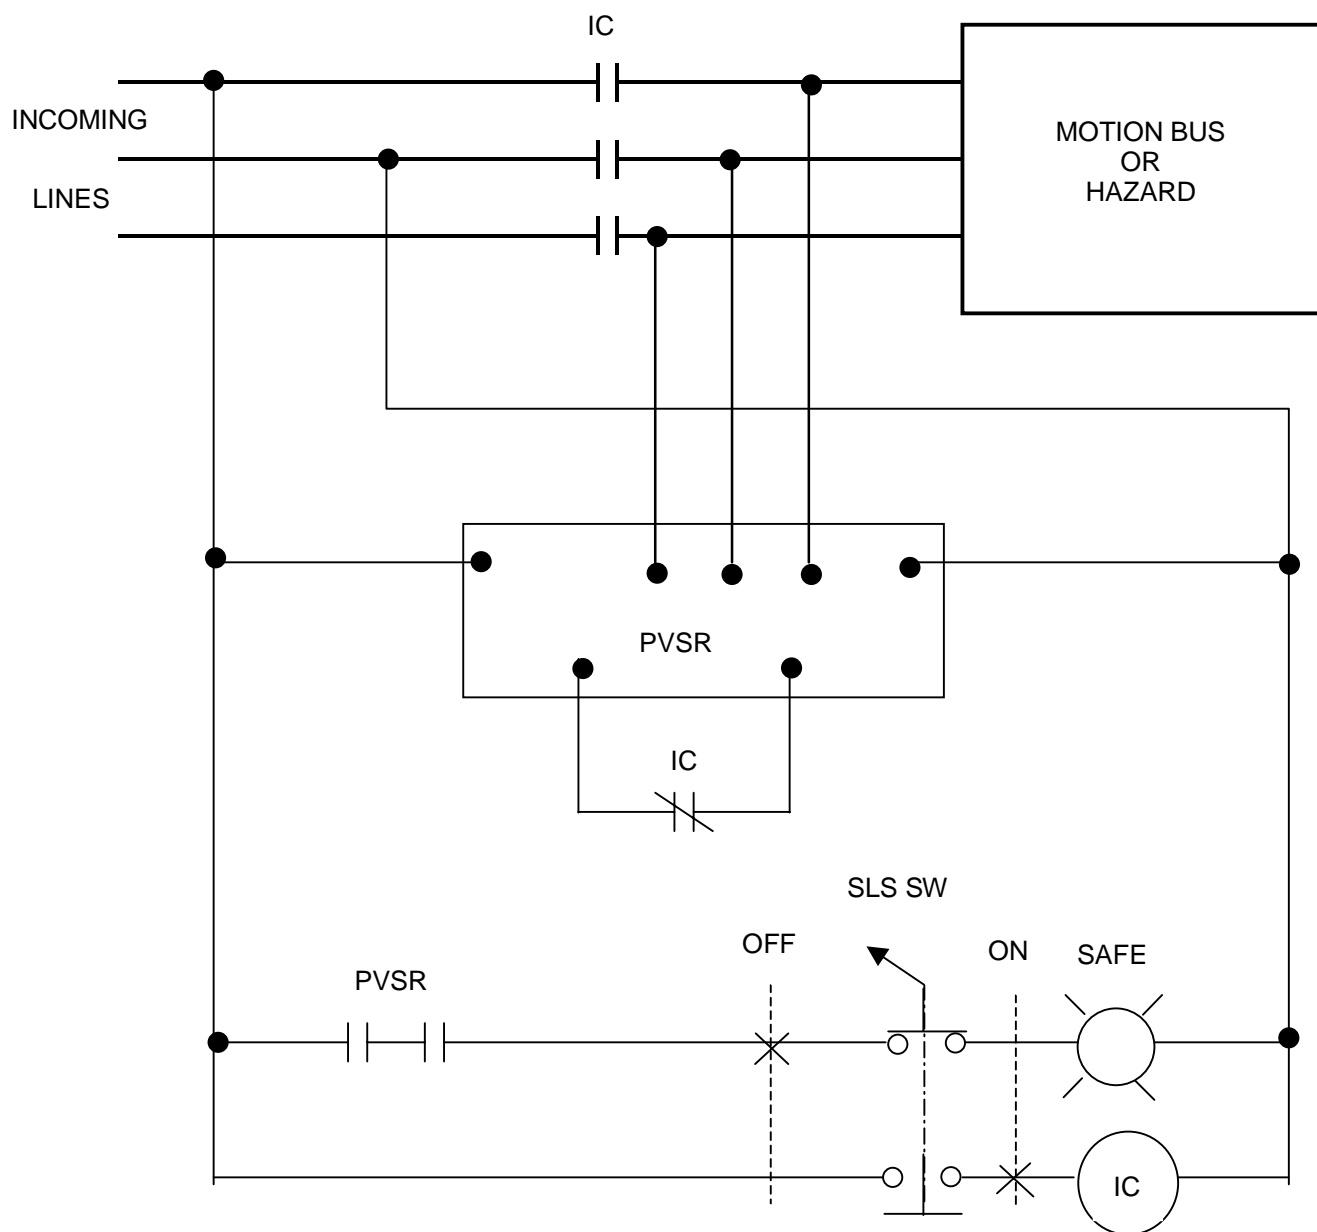 IC
INCOMING
LINES
MOTION BUS
OR
HAZARD
PVSR
IC
SLS SW
OFF
ON
SAFE
PVSR
IC